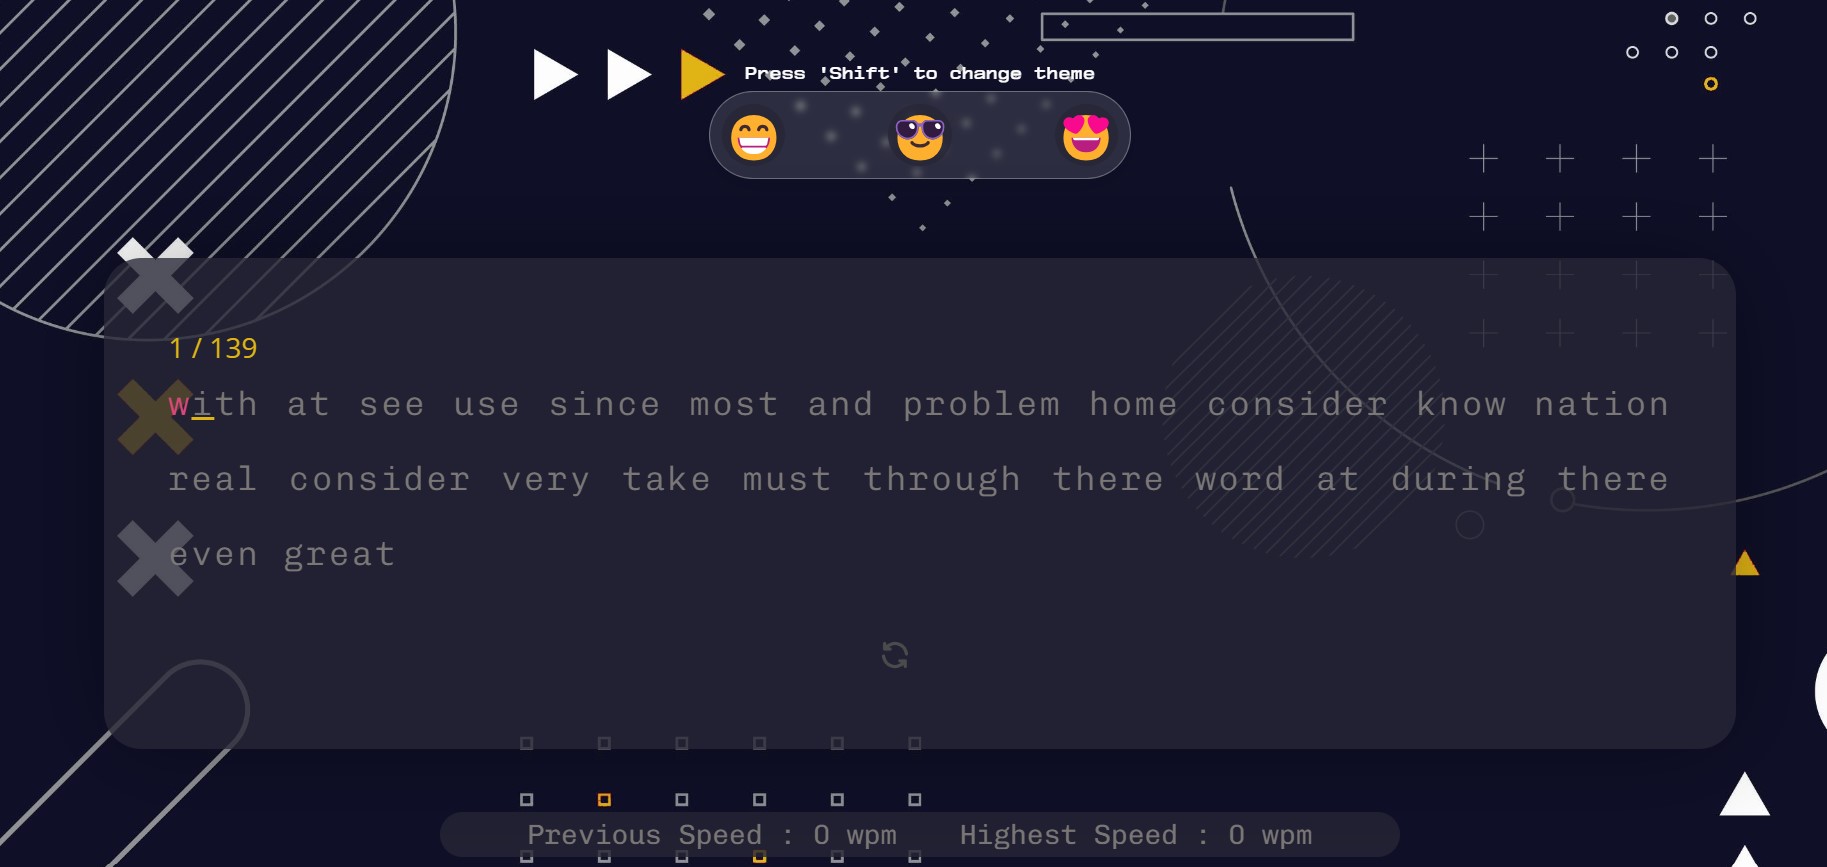 Press 'Shift' to change theme
1 / 139
with at see use since most and problem home consider know nation
real consider very take must through there word at during there
even great
Previous Speed : 0 wpm Highest Speed : 0 wpm